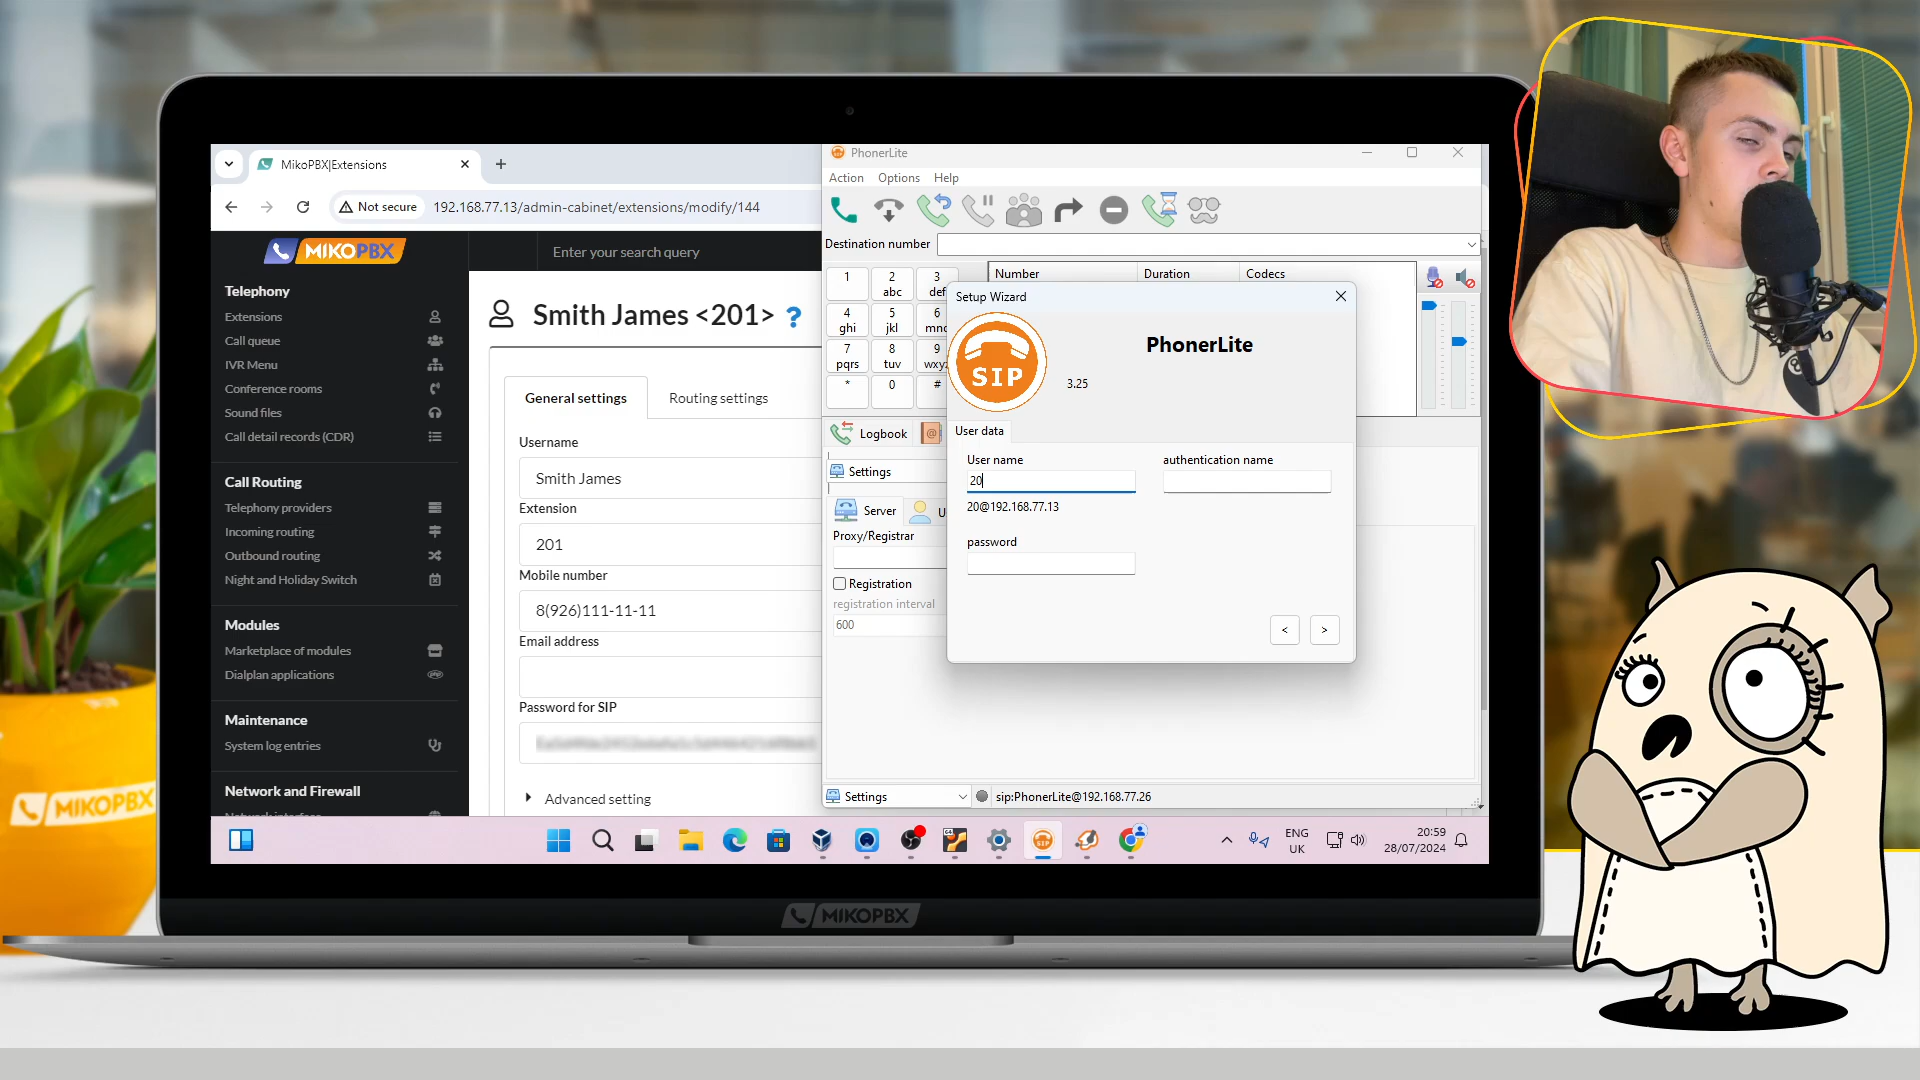 MikoPBX|Extensions
Not secure
192.168.77.13/admin-cabinet/extensions/modify/144
MIKOPBX
Enter your search query
Telephony
Extensions
Call queue
IVR Menu
Conference rooms
Sound files
Call detail records (CDR)
Call Routing
Telephony providers
Incoming routing
Outbound routing
Night and Holiday Switch
Modules
Marketplace of modules
Dialplan applications
Maintenance
System log entries
Network and Firewall
Smith James <201> ?
General settings
Routing settings
Username
Smith James
Extension
201
Mobile number
8(926)111-11-11
Email address
Password for SIP
Advanced setting
PhonerLite
Action Options Help
Destination number
Number Duration Codecs
1 2 abc 3 def
4 ghi 5 jkl 6 mno
7 pqrs 8 tuv 9 wxyz
* 0 #
Logbook
Settings
Server
Proxy/Registrar
Registration
registration interval
600
Setup Wizard
SIP
PhonerLite
3.25
User data
User name
20
20@192.168.77.13
authentication name
password
< >
Settings
sip:PhonerLite@192.168.77.26
ENG
UK
20:59
28/07/2024
MIKOPBX
MIKOPBX